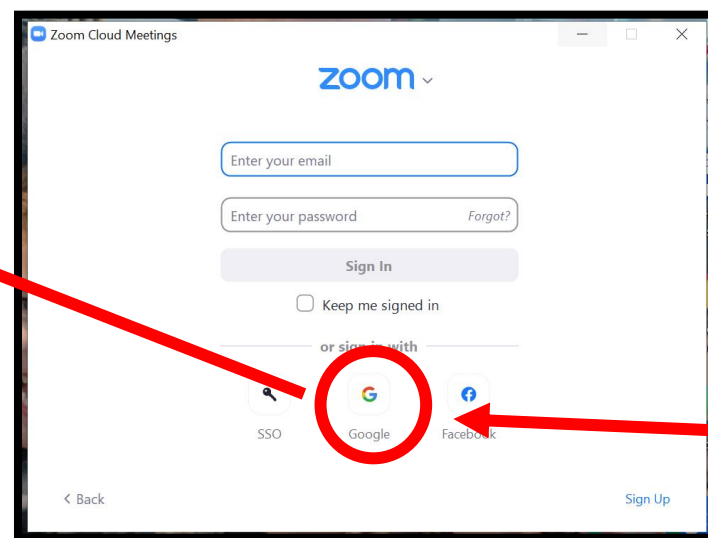 Zoom Cloud Meetings
zoom
Enter your email
Enter your password Forgot?
Sign In
Keep me signed in
or sign in with
SSO Google Facebook
< Back Sign Up